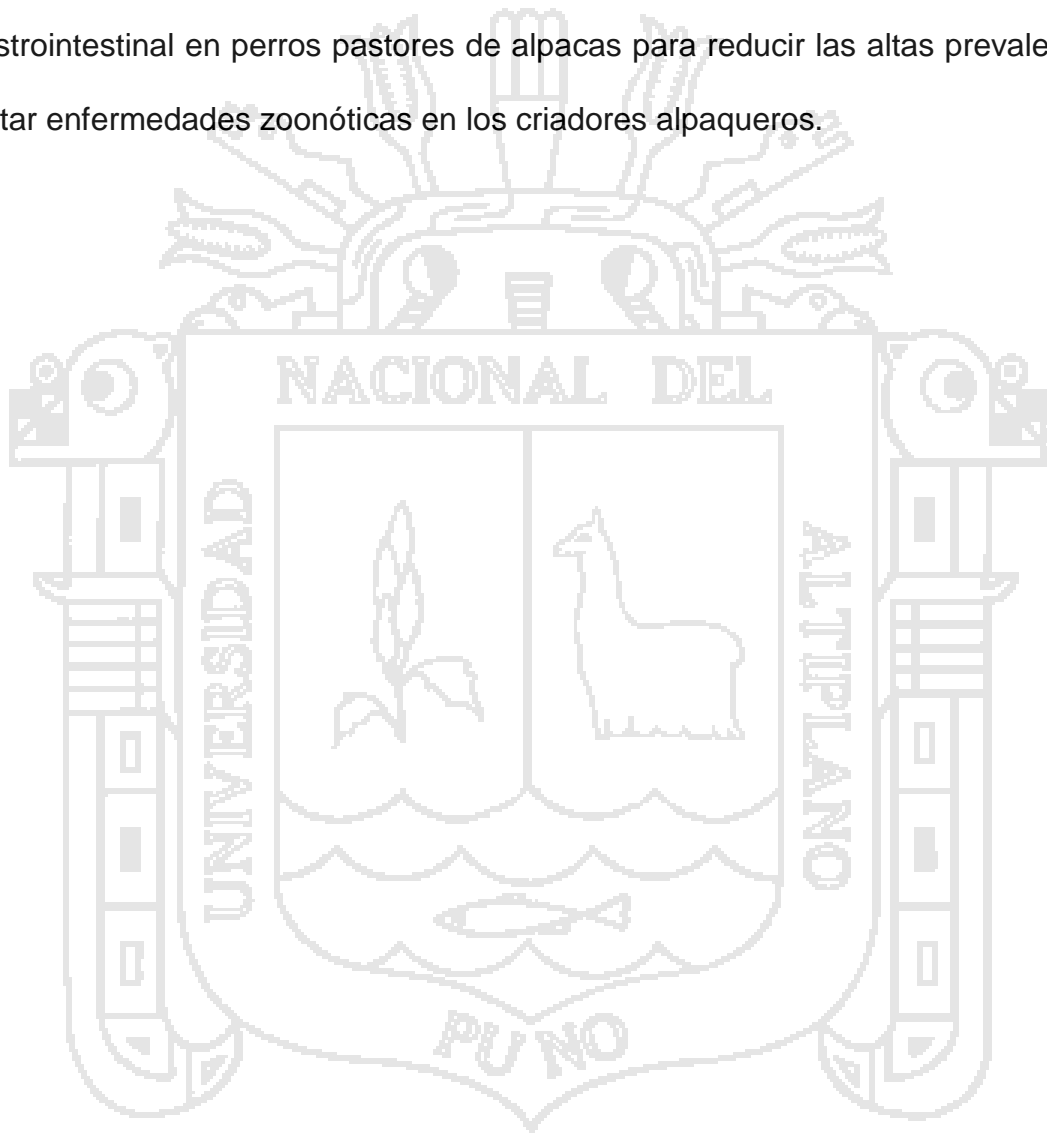 strointestinal en perros pastores de alpacas para reducir las altas prevale
tar enfermedades zoonóticas en los criadores alpaqueros.
NACIONAL DEL
UNIVERSIDAD
ALTIPLANO
PUNO